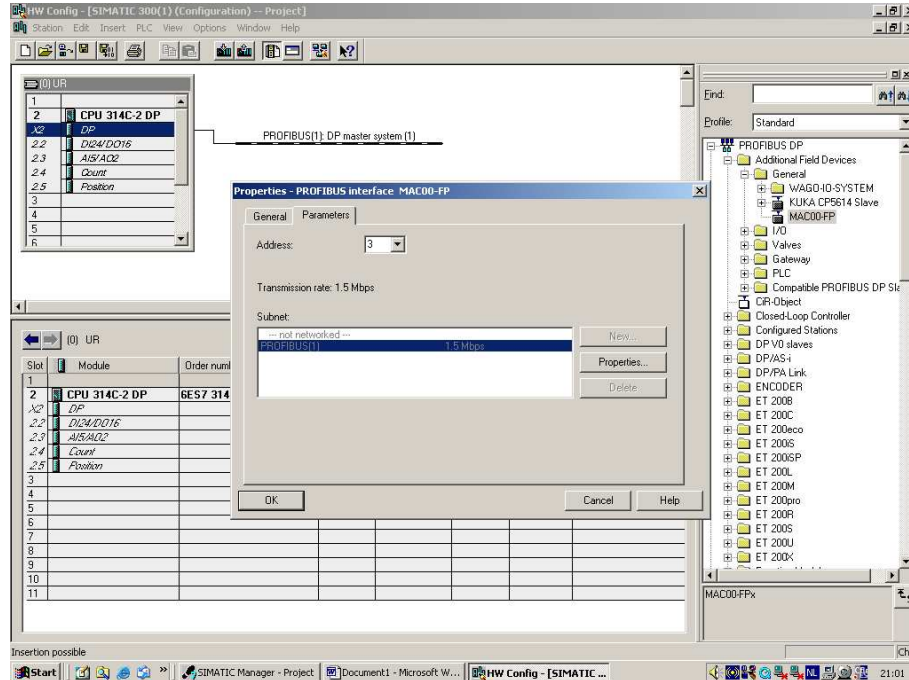 HW Config - [SIMATIC 300(1) (Configuration) -- Project]
Station Edit Insert PLC View Options Window Help
(0) UR
1
2 CPU 314C-2 DP
X2 DP
2.2 DI24/DO16
2.3 AI5/AO2
2.4 Count
2.5 Position
3
4
5
6
PROFIBUS(1): DP master system (1)
Properties - PROFIBUS interface MAC00-FP
General Parameters
Address: 3
Transmission rate: 1.5 Mbps
Subnet:
--- not networked ---
PROFIBUS(1) 1.5 Mbps
New...
Properties...
Delete
OK Cancel Help
(0) UR
Slot Module Order numl
1
2 CPU 314C-2 DP 6ES7 314
X2 DP
2.2 DI24/DO16
2.3 AI5/AO2
2.4 Count
2.5 Position
3
4
5
6
7
8
9
10
11
Find:
Profile: Standard
PROFIBUS DP
Additional Field Devices
General
WAGO-IO-SYSTEM
KUKA CP5614 Slave
MAC00-FP
I/O
Valves
Gateway
PLC
Compatible PROFIBUS DP Sla
CiR-Object
Closed-Loop Controller
Configured Stations
DP V0 slaves
DP/AS-i
DP/PA Link
ENCODER
ET 200B
ET 200C
ET 200eco
ET 200iS
ET 200iSP
ET 200L
ET 200M
ET 200pro
ET 200R
ET 200S
ET 200U
ET 200X
MAC00-FPx
Insertion possible
Ch
Start » SIMATIC Manager - Project Document1 - Microsoft W... HW Config - [SIMATIC ... NL 21:01